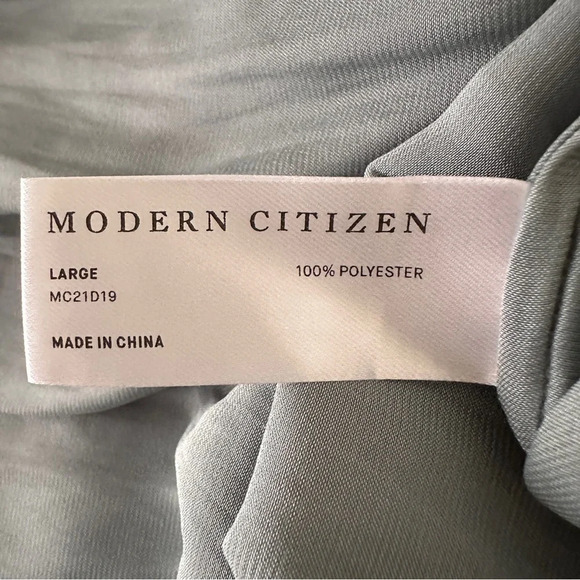 MODERN CITIZEN
LARGE 100% POLYESTER
MC21D19
MADE IN CHINA